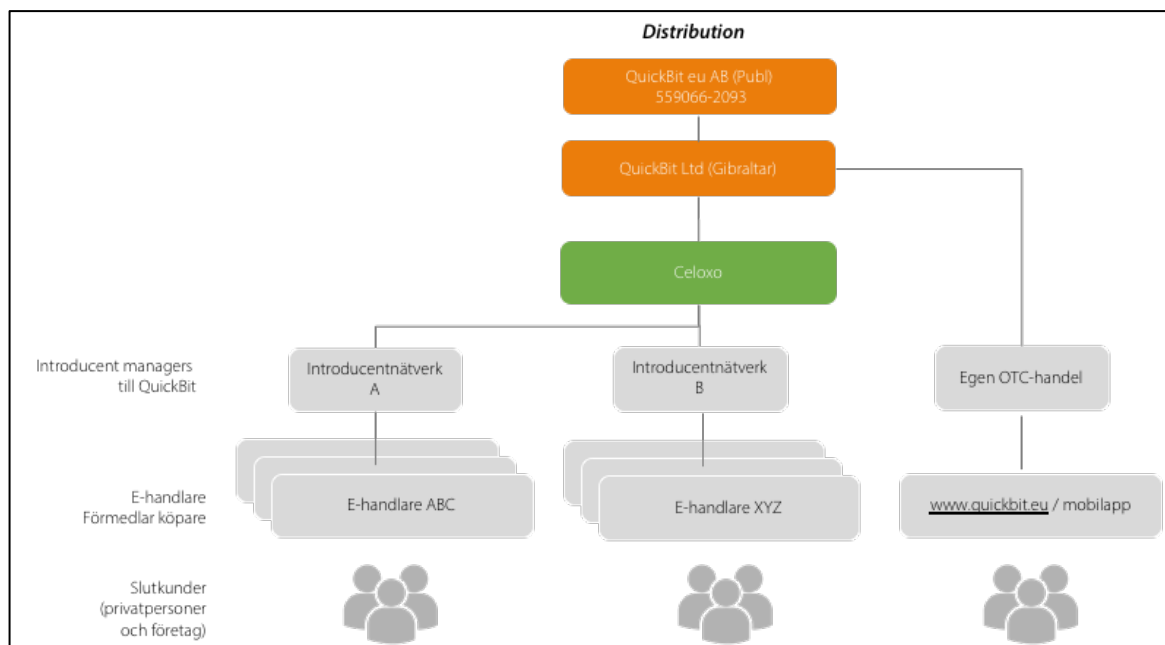 Distribution
QuickBit eu AB (Publ)
559066-2093
QuickBit Ltd (Gibraltar)
Celoxo
Introducent managers
till QuickBit
Introducentnätverk
A
Introducentnätverk
B
Egen OTC-handel
E-handlare
Förmedlar köpare
E-handlare ABC
E-handlare XYZ
www.quickbit.eu / mobilapp
Slutkunder
(privatpersoner
och företag)